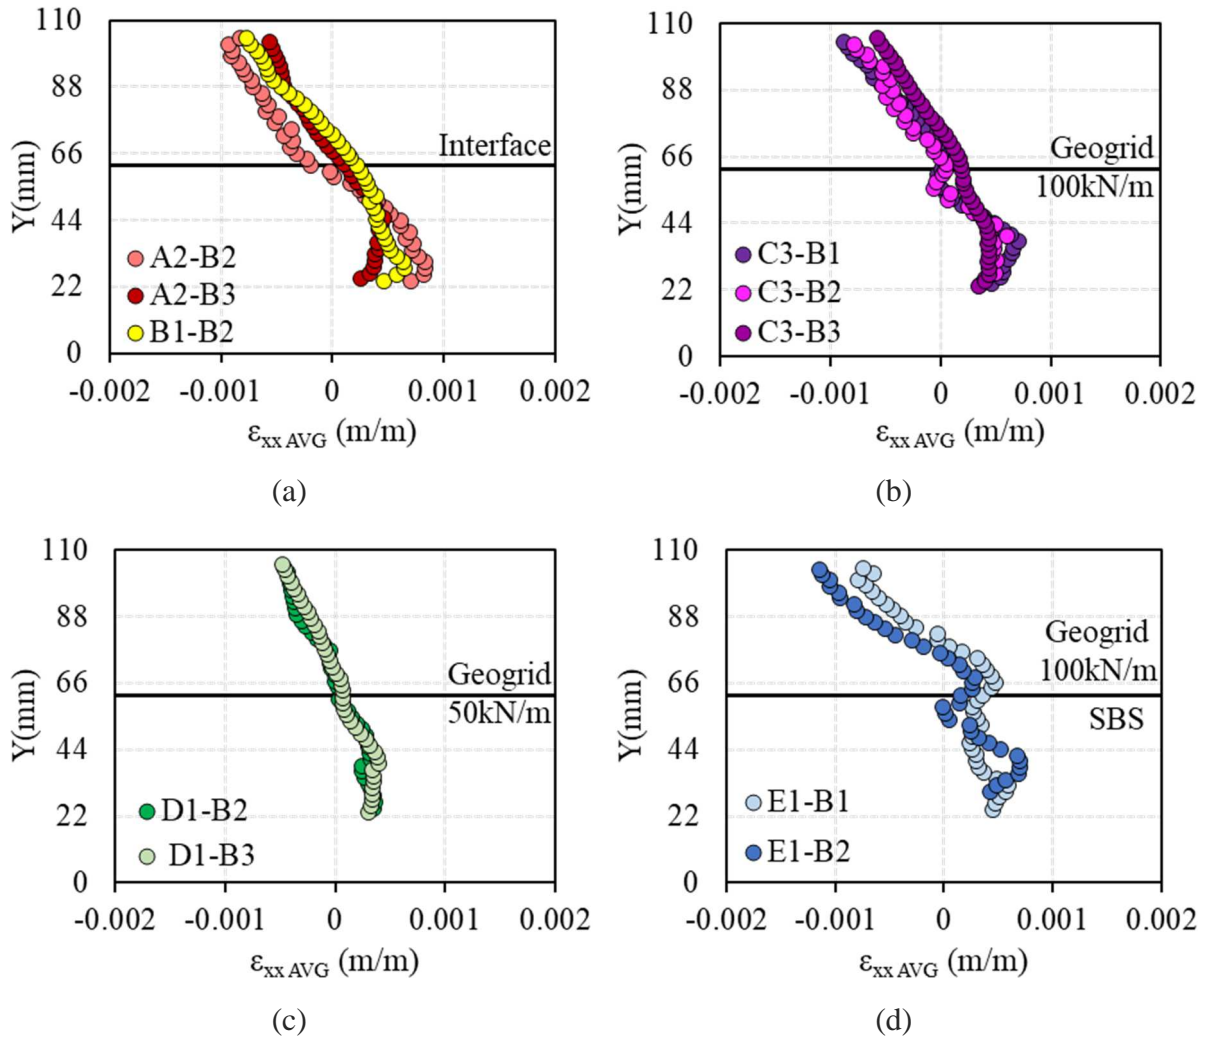 110
88
66
44
22
0
Y(mm)
Interface
A2-B2
A2-B3
B1-B2
-0.002 -0.001 0 0.001 0.002
εxx AVG (m/m)
(a)
110
88
66
44
22
0
Y(mm)
Geogrid
100kN/m
C3-B1
C3-B2
C3-B3
-0.002 -0.001 0 0.001 0.002
εxx AVG (m/m)
(b)
110
88
66
44
22
0
Y(mm)
Geogrid
50kN/m
D1-B2
D1-B3
-0.002 -0.001 0 0.001 0.002
εxx AVG (m/m)
(c)
110
88
66
44
22
0
Y(mm)
Geogrid
100kN/m
SBS
E1-B1
E1-B2
-0.002 -0.001 0 0.001 0.002
εxx AVG (m/m)
(d)